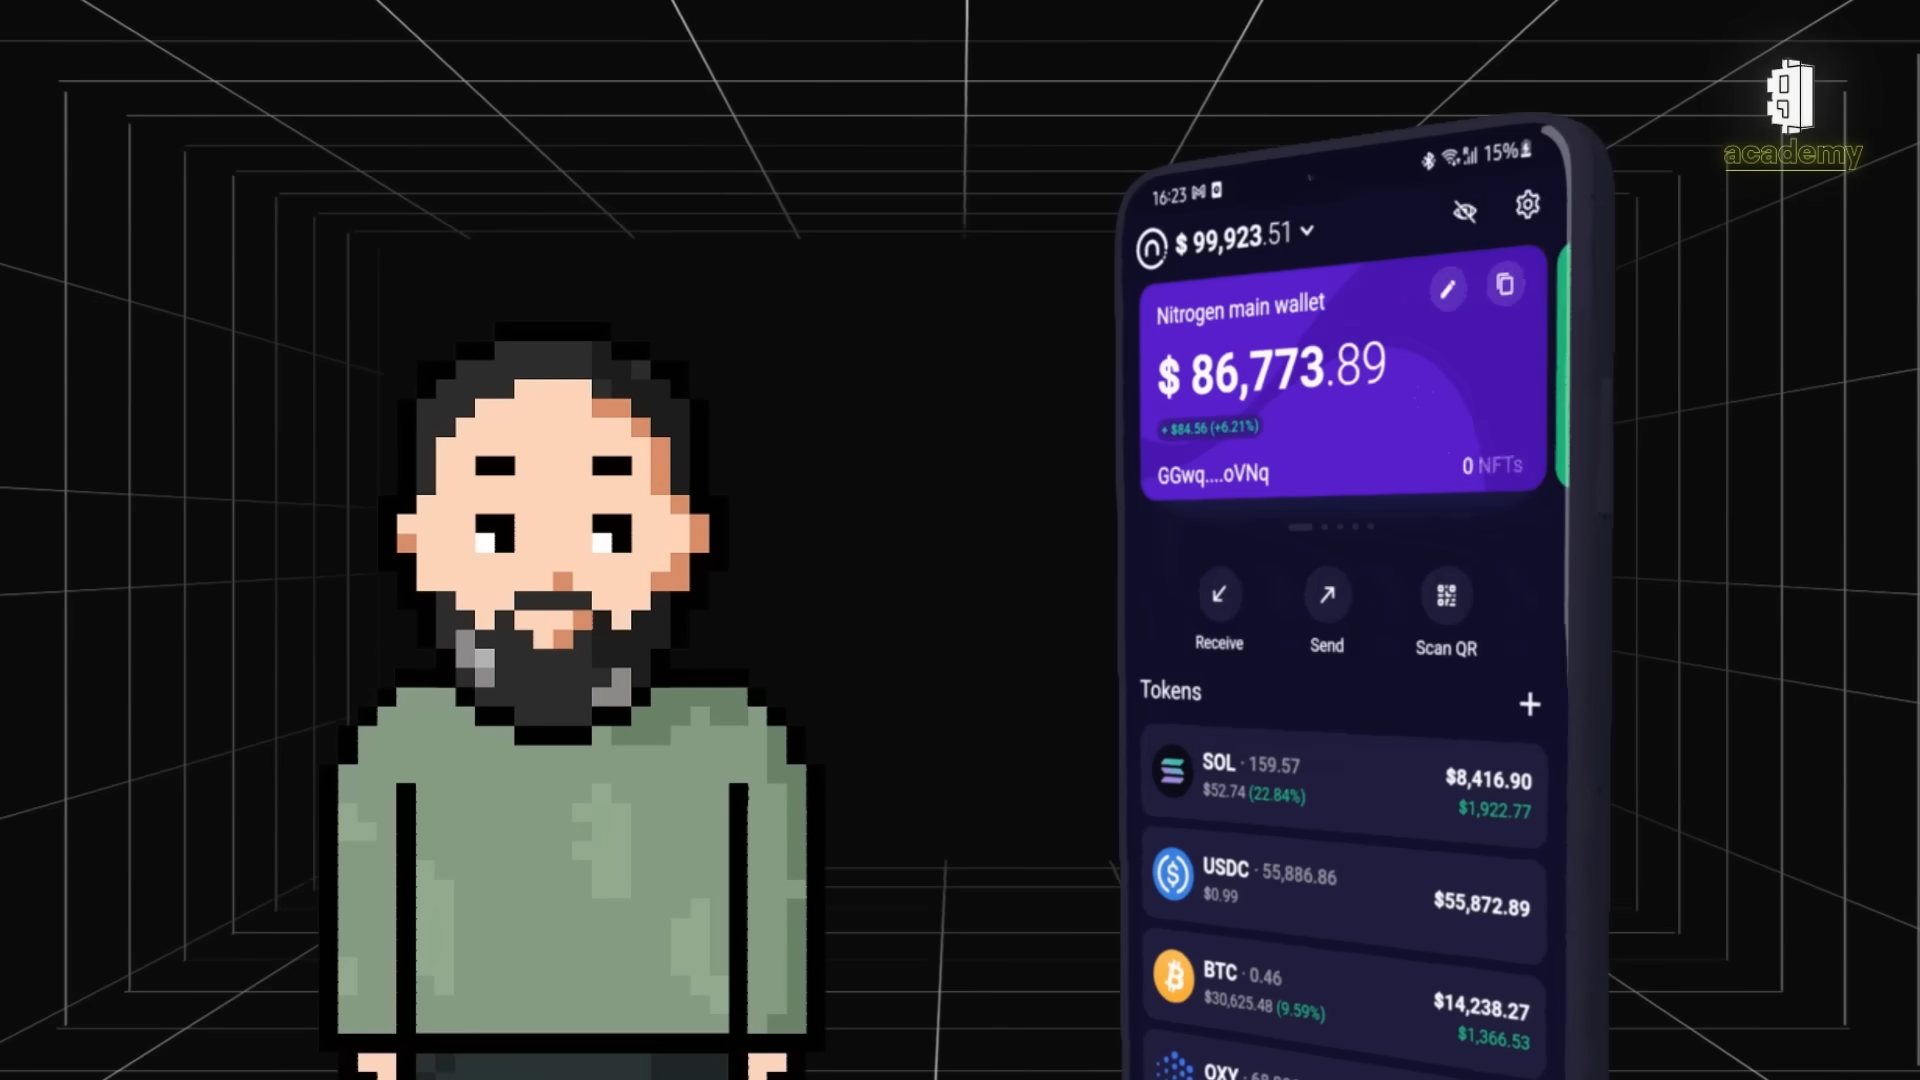 academy
16:23
15%
$ 99,923.51
Nitrogen main wallet
$ 86,773.89
+ $84.56 (+6.21%)
GGwq....oVNq
0 NFTs
Receive
Send
Scan QR
Tokens
SOL · 159.57
$8,416.90
$52.74 (22.84%)
$1,922.77
USDC · 55,886.86
$55,872.89
$0.99
BTC · 0.46
$14,238.27
$30,625.48 (9.59%)
$1,366.53
OXY